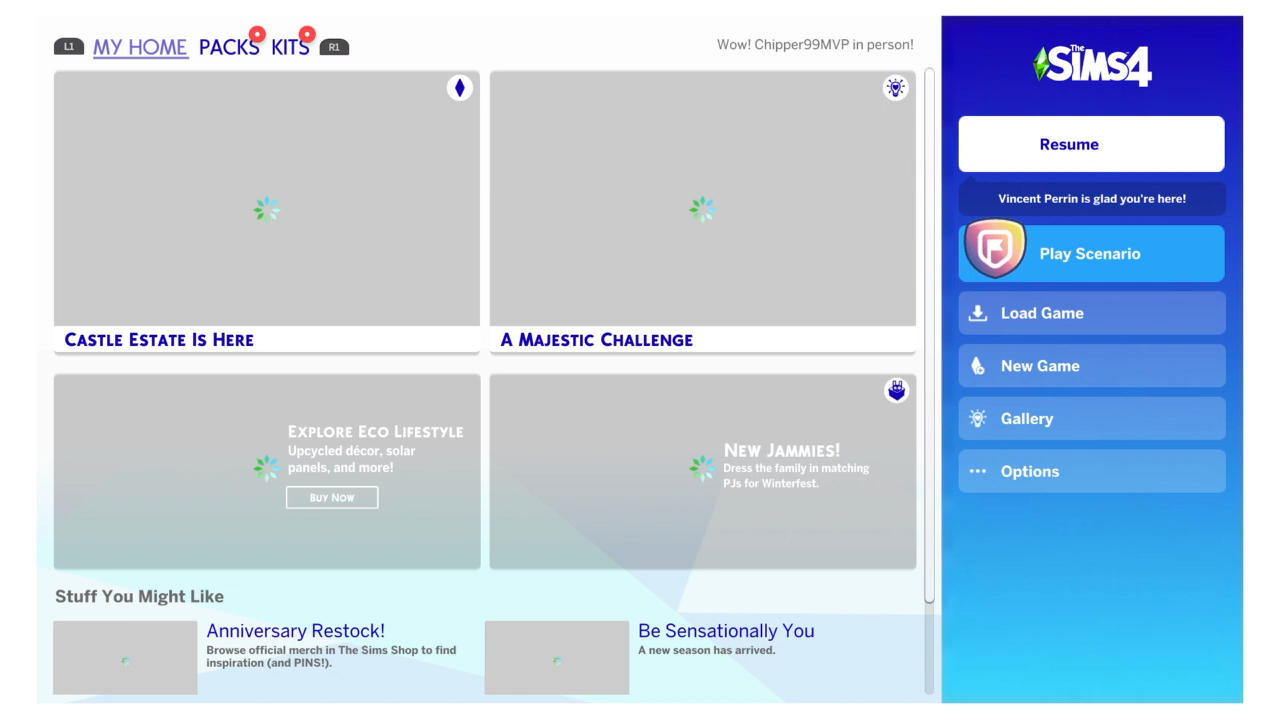 L1 MY HOME PACKS KITS R1
Wow! Chipper99MVP in person!
CASTLE ESTATE IS HERE
A MAJESTIC CHALLENGE
EXPLORE ECO LIFESTYLE
Upcycled décor, solar
panels, and more!
BUY NOW
NEW JAMMIES!
Dress the family in matching
PJs for Winterfest.
Stuff You Might Like
Anniversary Restock!
Browse official merch in The Sims Shop to find
inspiration (and PINS!).
Be Sensationally You
A new season has arrived.
The SIMS 4
Resume
Vincent Perrin is glad you're here!
Play Scenario
Load Game
New Game
Gallery
Options